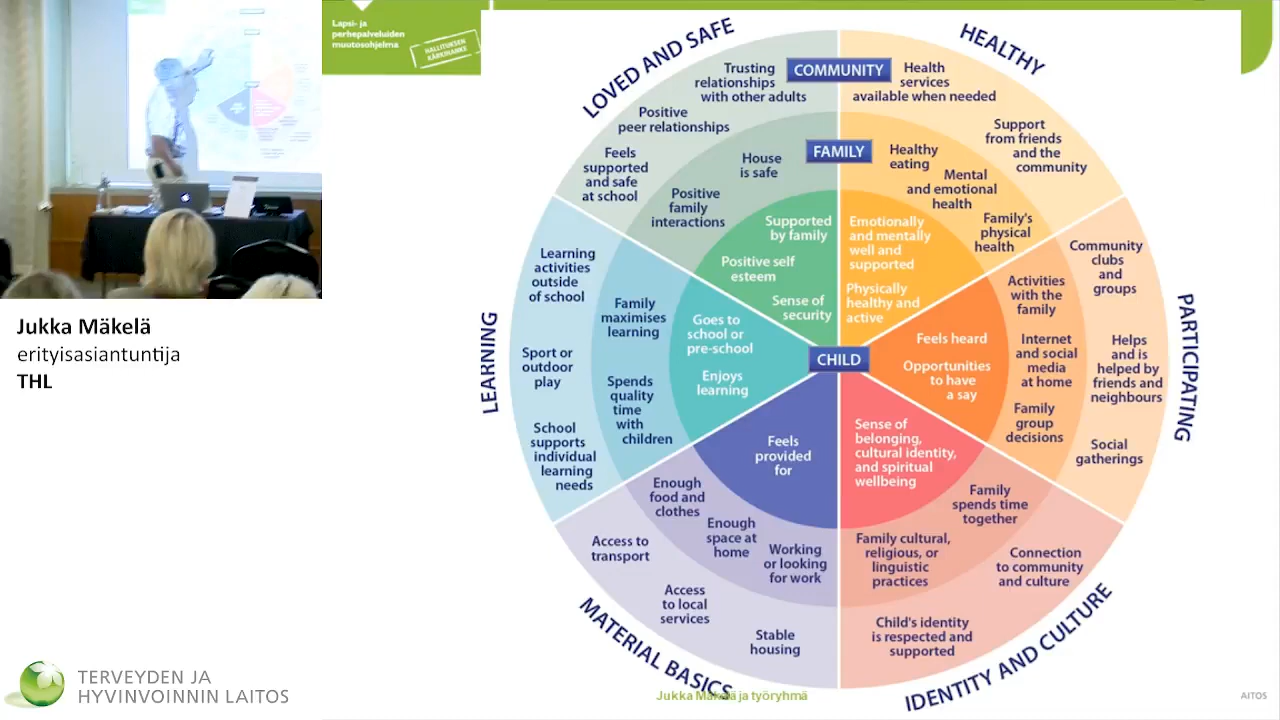 Lapsi- ja
perhepalveluiden
muutosohjelma
HALLITUKSEN
KÄRKIHANKE
Jukka Mäkelä
erityisasiantuntija
THL
TERVEYDEN JA
HYVINVOINNIN LAITOS
LOVED AND SAFE
HEALTHY
PARTICIPATING
IDENTITY AND CULTURE
MATERIAL BASICS
LEARNING
COMMUNITY
FAMILY
CHILD
Trusting
relationships
with other adults
Positive
peer relationships
Feels
supported
and safe
at school
House
is safe
Positive
family
interactions
Supported
by family
Positive self
esteem
Sense of
security
Health
services
available when needed
Support
from friends
and the
community
Healthy
eating
Mental
and emotional
health
Family's
physical
health
Emotionally
and mentally
well and
supported
Physically
healthy and
active
Community
clubs
and
groups
Helps
and is
helped by
friends and
neighbours
Social
gatherings
Activities
with the
family
Internet
and social
media
at home
Family
group
decisions
Feels heard
Opportunities
to have
a say
Sense of
belonging,
cultural identity,
and spiritual
wellbeing
Family
spends time
together
Family cultural,
religious, or
linguistic
practices
Connection
to community
and culture
Child's identity
is respected and
supported
Feels
provided
for
Enough
food and
clothes
Enough
space at
home
Working
or looking
for work
Access to
transport
Access
to local
services
Stable
housing
Goes to
school or
pre-school
Enjoys
learning
Family
maximises
learning
Spends
quality
time
with
children
Learning
activities
outside
of school
Sport or
outdoor
play
School
supports
individual
learning
needs
Jukka Mäkelä ja työryhmä
AITOS